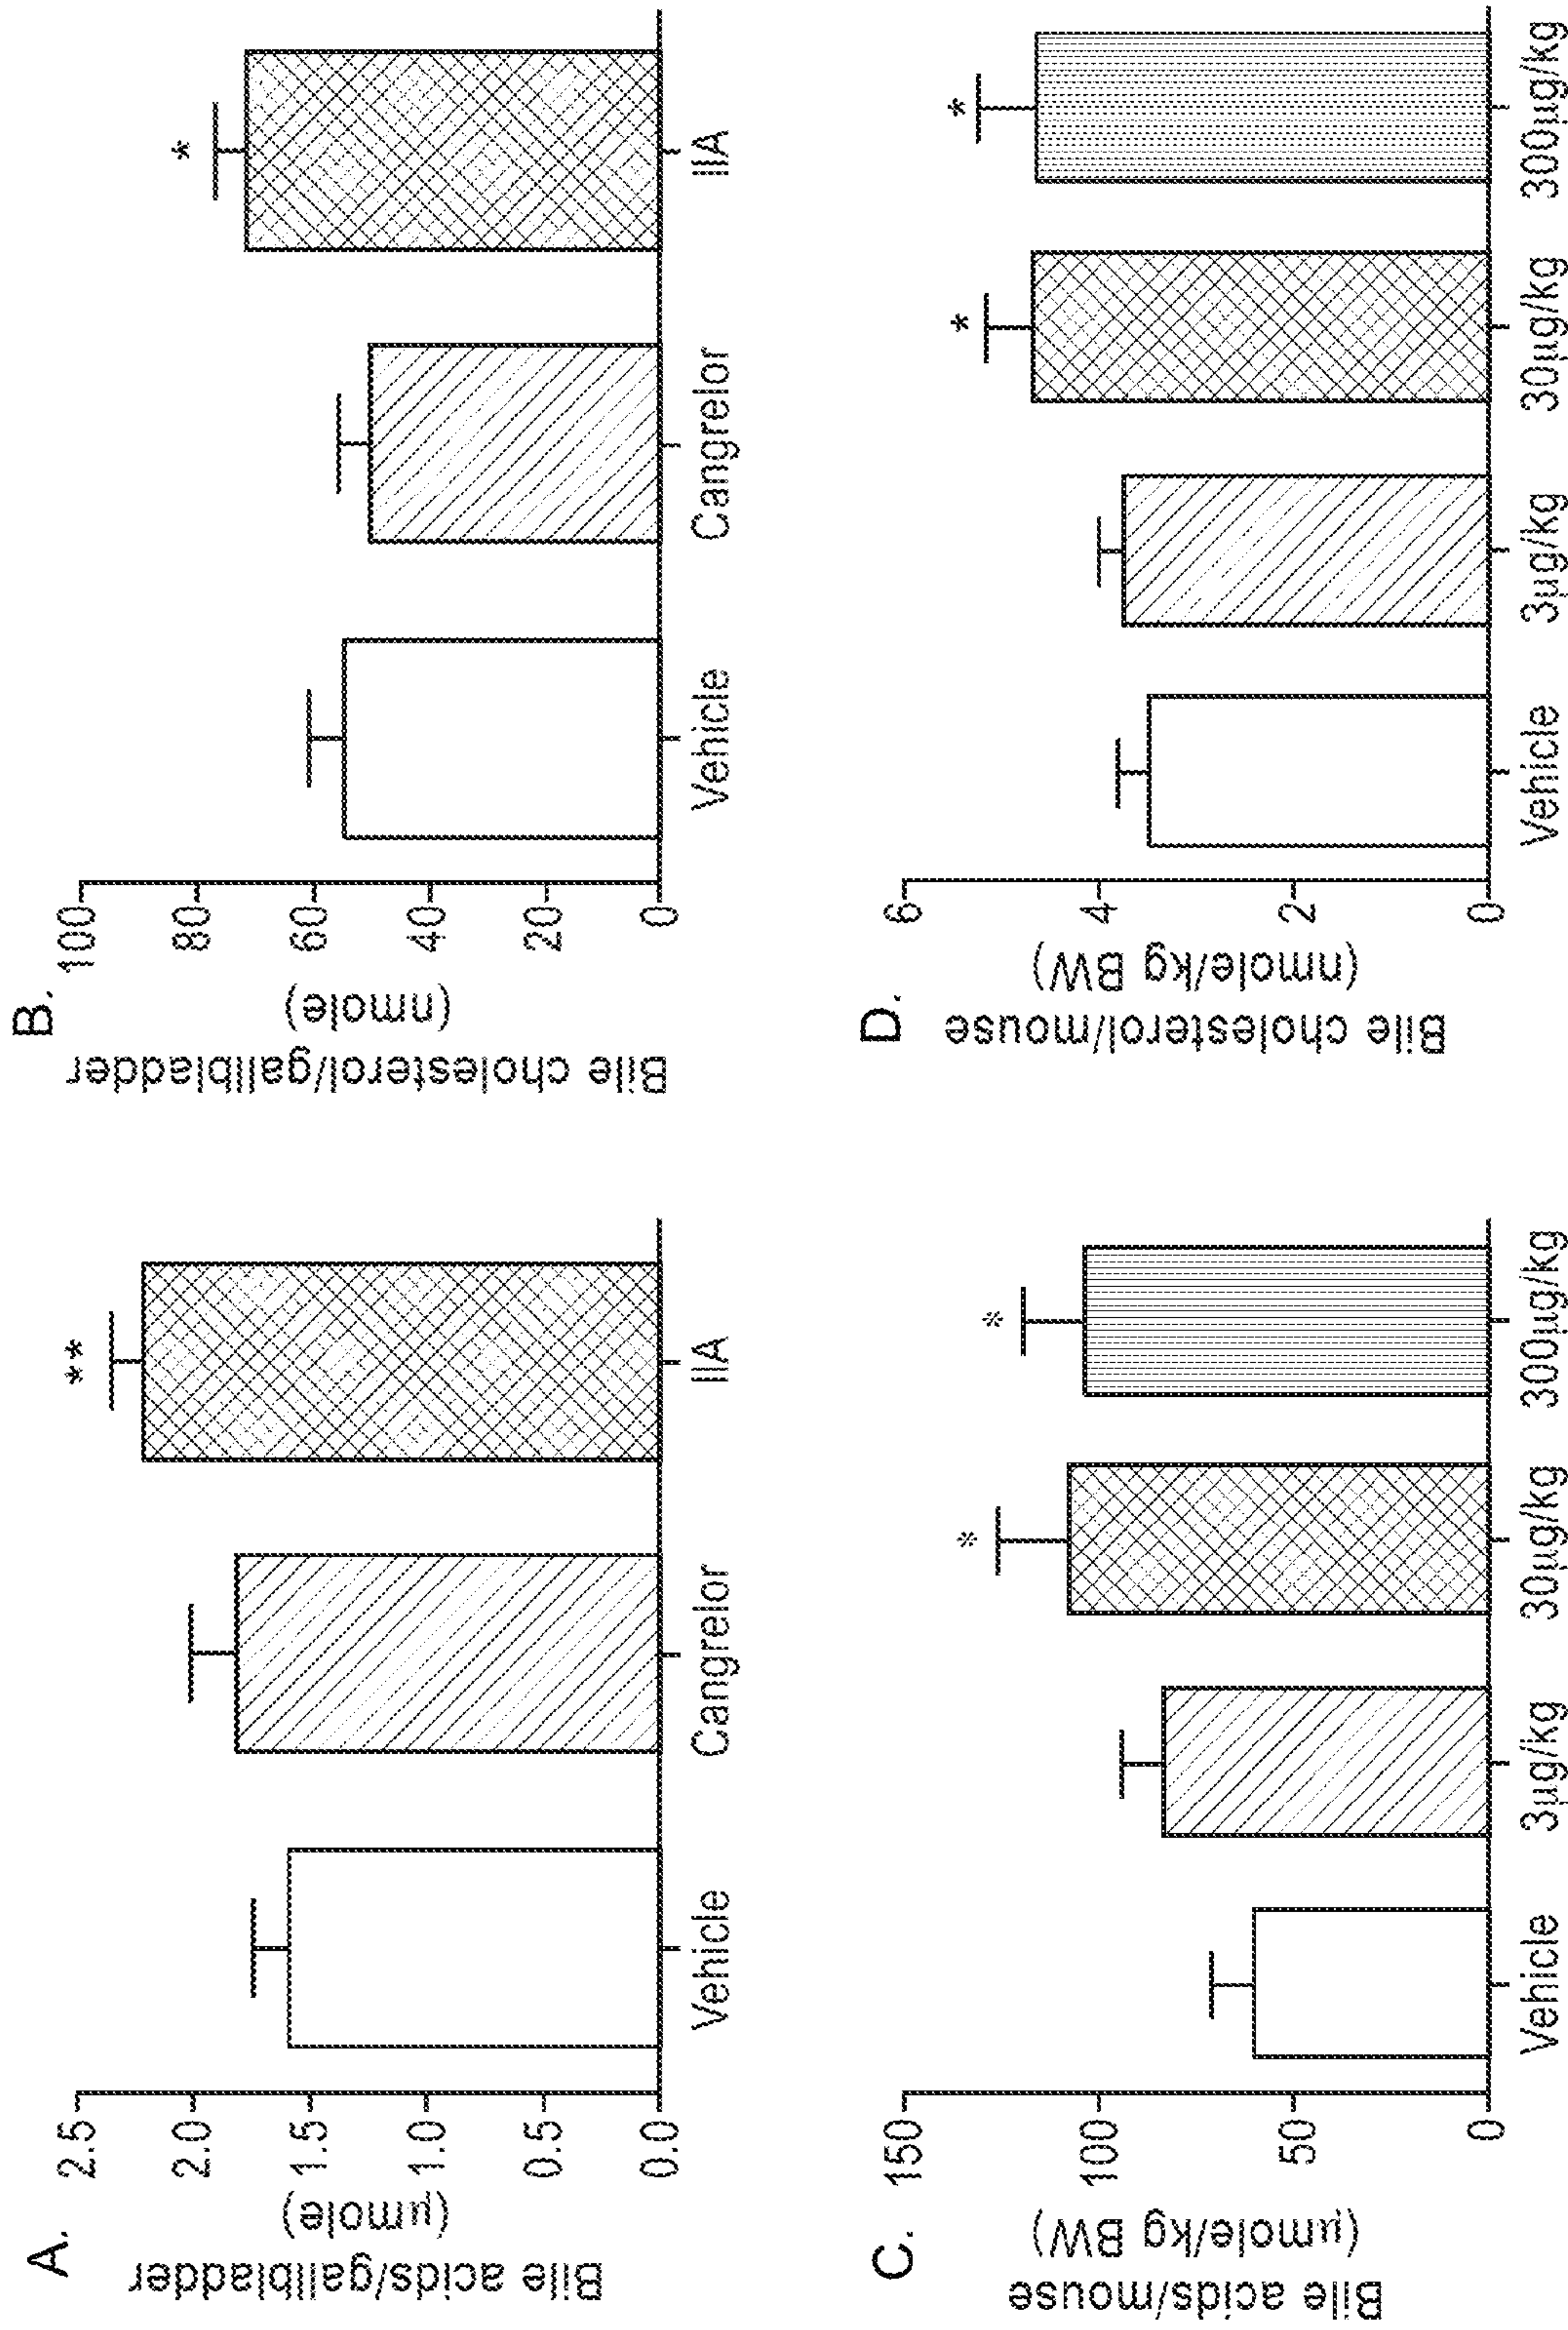 A.
Bile acids/gallbladder
(μmole)
2.5
2.0
1.5
1.0
0.5
0.0
**
Vehicle
Cangrelor
IIA
B.
Bile cholesterol/gallbladder
(nmole)
100
80
60
40
20
0
*
Vehicle
Cangrelor
IIA
C.
Bile acids/mouse
(μmole/kg BW)
150
100
50
0
*
*
Vehicle
3μg/kg
30μg/kg
300μg/kg
D.
Bile cholesterol/mouse
(nmole/kg BW)
6
4
2
0
*
*
Vehicle
3μg/kg
30μg/kg
300μg/kg